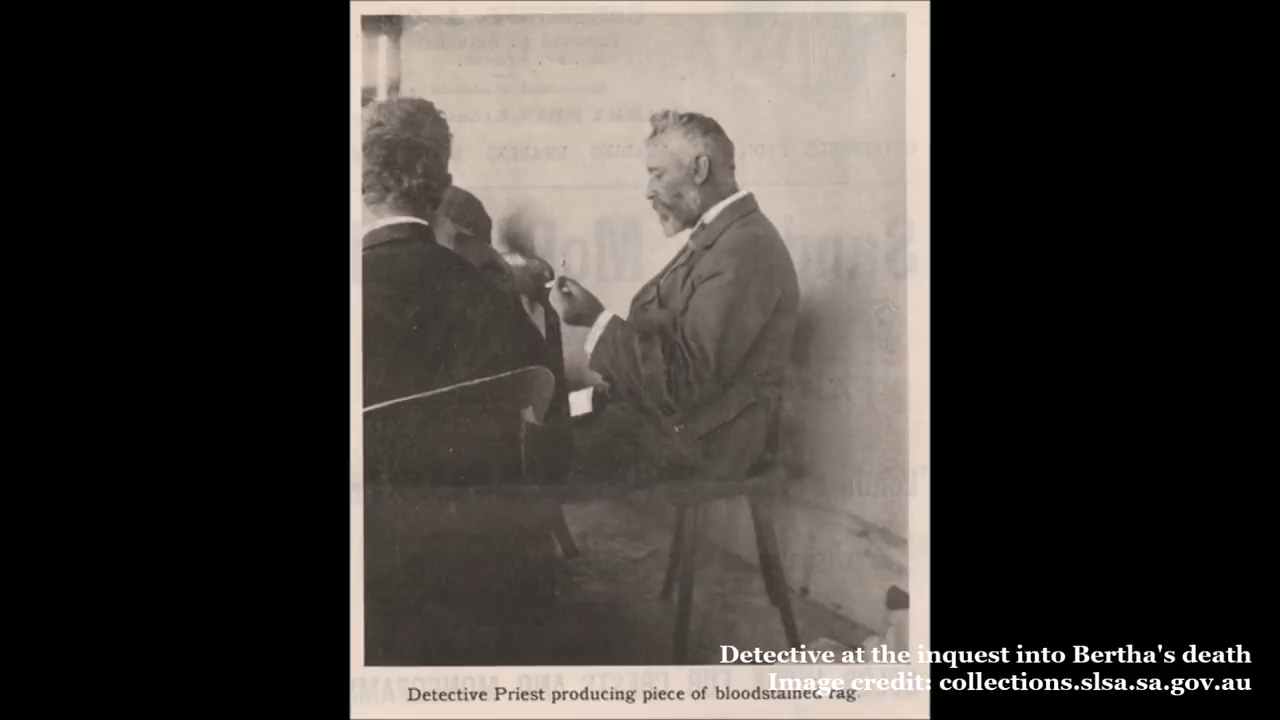 Detective at the inquest into Bertha's death
Image credit: collections.slsa.sa.gov.au
Detective Priest producing piece of bloodstained rag.